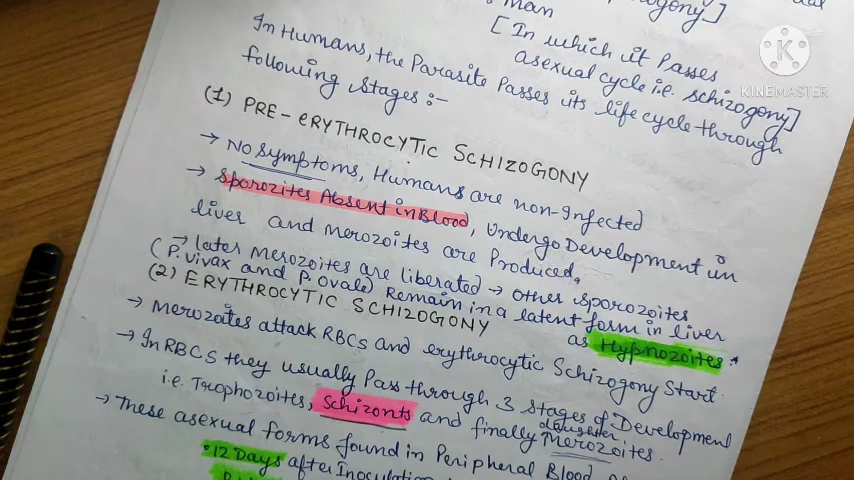 : man
gony]
[In which it Passes
asexual cycle i.e. schizogony]
In Humans, the Parasite Passes its life cycle through
following stages :-
(1) PRE-ERYTHROCYTIC SCHIZOGONY
→ No Symptoms, Humans are non-Infected
→ Sporozites Absent in Blood, Undergo Development in
liver and merozoites are Produced.
→ later merozoites are liberated → other sporozoites
(P. vivax and P. ovale) Remain in a latent form in liver
as Hypnozoites.
(2) ERYTHROCYTIC SCHIZOGONY
→ Merozoites attack RBCs and erythrocytic Schizogony Start.
→ In RBCs they usually Pass through 3 stages of Development
i.e. Trophozoites, Schizonts and finally daughter Merozoites.
→ These asexual forms found in Peripheral Blood
12 Days after Inoculation
KINEMASTER